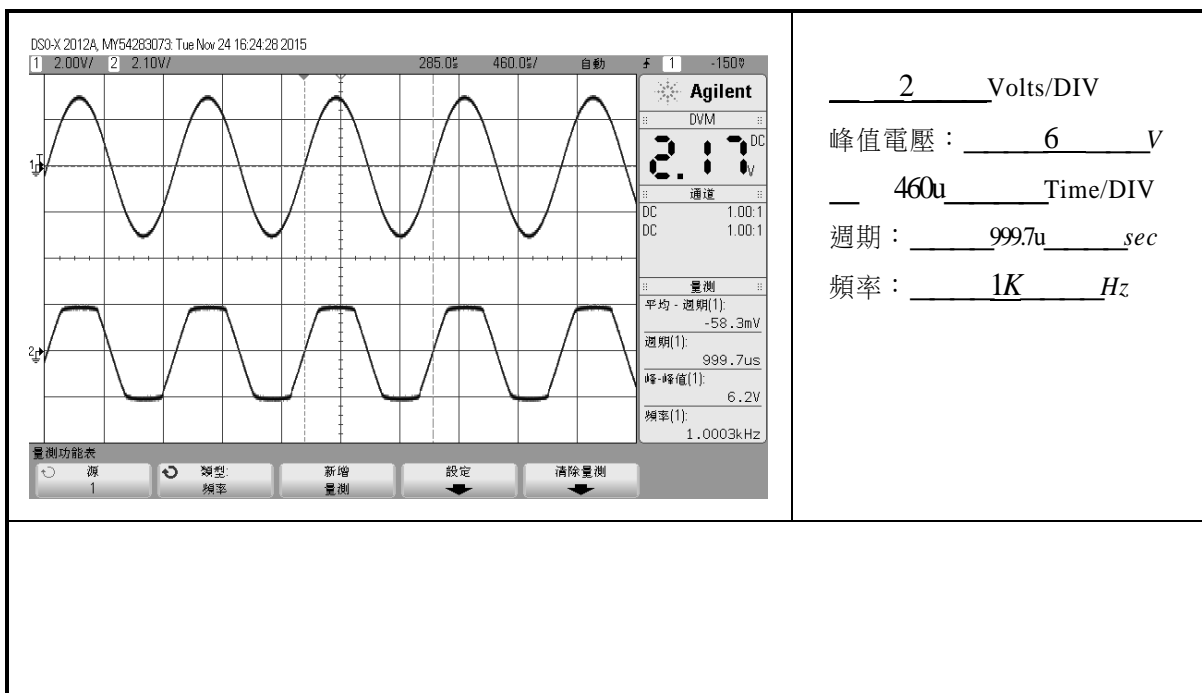 DSO-X 2012A, MY54283073: Tue Nov 24 16:24:28 2015
1 2.00V/ 2 2.10V/ 285.0us 460.0us/ 自動 1 -150V
Agilent
DVM
2.17 DC V
通道
DC 1.00:1
DC 1.00:1
量測
平均 - 週期(1):
-58.3mV
週期(1):
999.7us
峰-峰值(1):
6.2V
頻率(1):
1.0003kHz
1
2
量測功能表
源
1
類型:
頻率
新增
量測
設定
清除量測
2 Volts/DIV
峰值電壓：6 V
460u Time/DIV
週期：999.7u sec
頻率：1K Hz